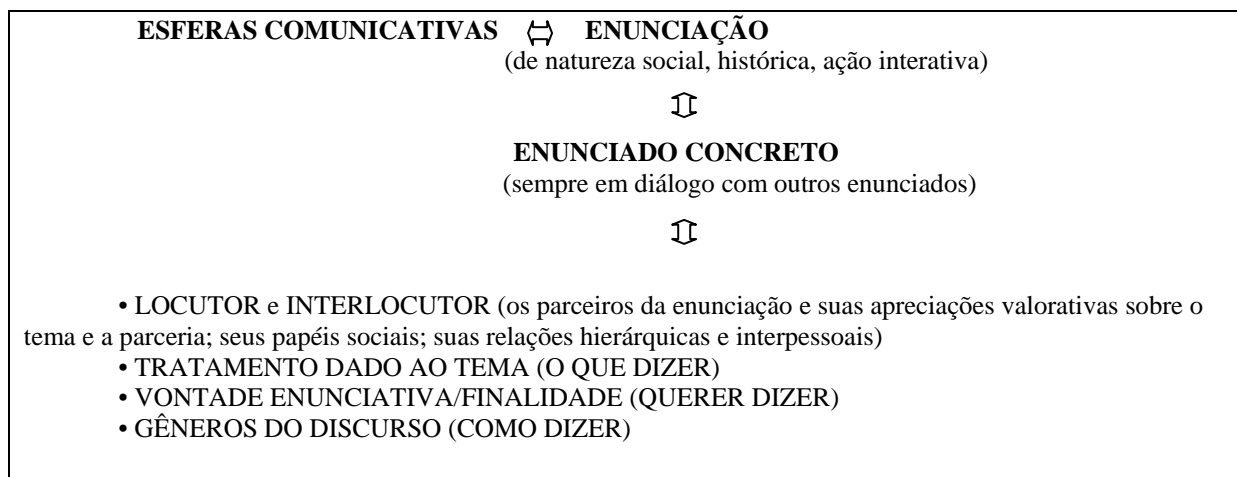 ESFERAS COMUNICATIVAS ⇔ ENUNCIAÇÃO
(de natureza social, histórica, ação interativa)
⇕
ENUNCIADO CONCRETO
(sempre em diálogo com outros enunciados)
⇕
• LOCUTOR e INTERLOCUTOR (os parceiros da enunciação e suas apreciações valorativas sobre o
tema e a parceria; seus papéis sociais; suas relações hierárquicas e interpessoais)
• TRATAMENTO DADO AO TEMA (O QUE DIZER)
• VONTADE ENUNCIATIVA/FINALIDADE (QUERER DIZER)
• GÊNEROS DO DISCURSO (COMO DIZER)